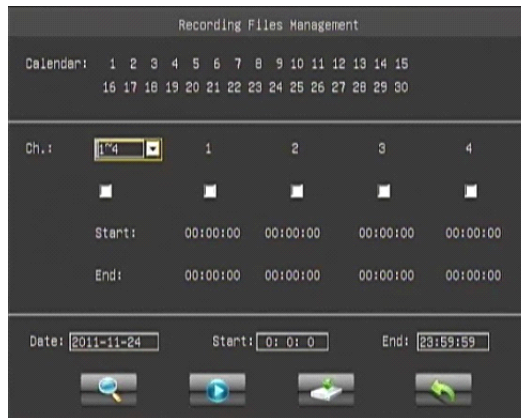 Recording Files Management
Calendar: 1 2 3 4 5 6 7 8 9 10 11 12 13 14 15
16 17 18 19 20 21 22 23 24 25 26 27 28 29 30
Ch.: 1~4 1 2 3 4
Start: 00:00:00 00:00:00 00:00:00 00:00:00
End: 00:00:00 00:00:00 00:00:00 00:00:00
Date: 2011-11-24 Start: 0: 0: 0 End: 23:59:59